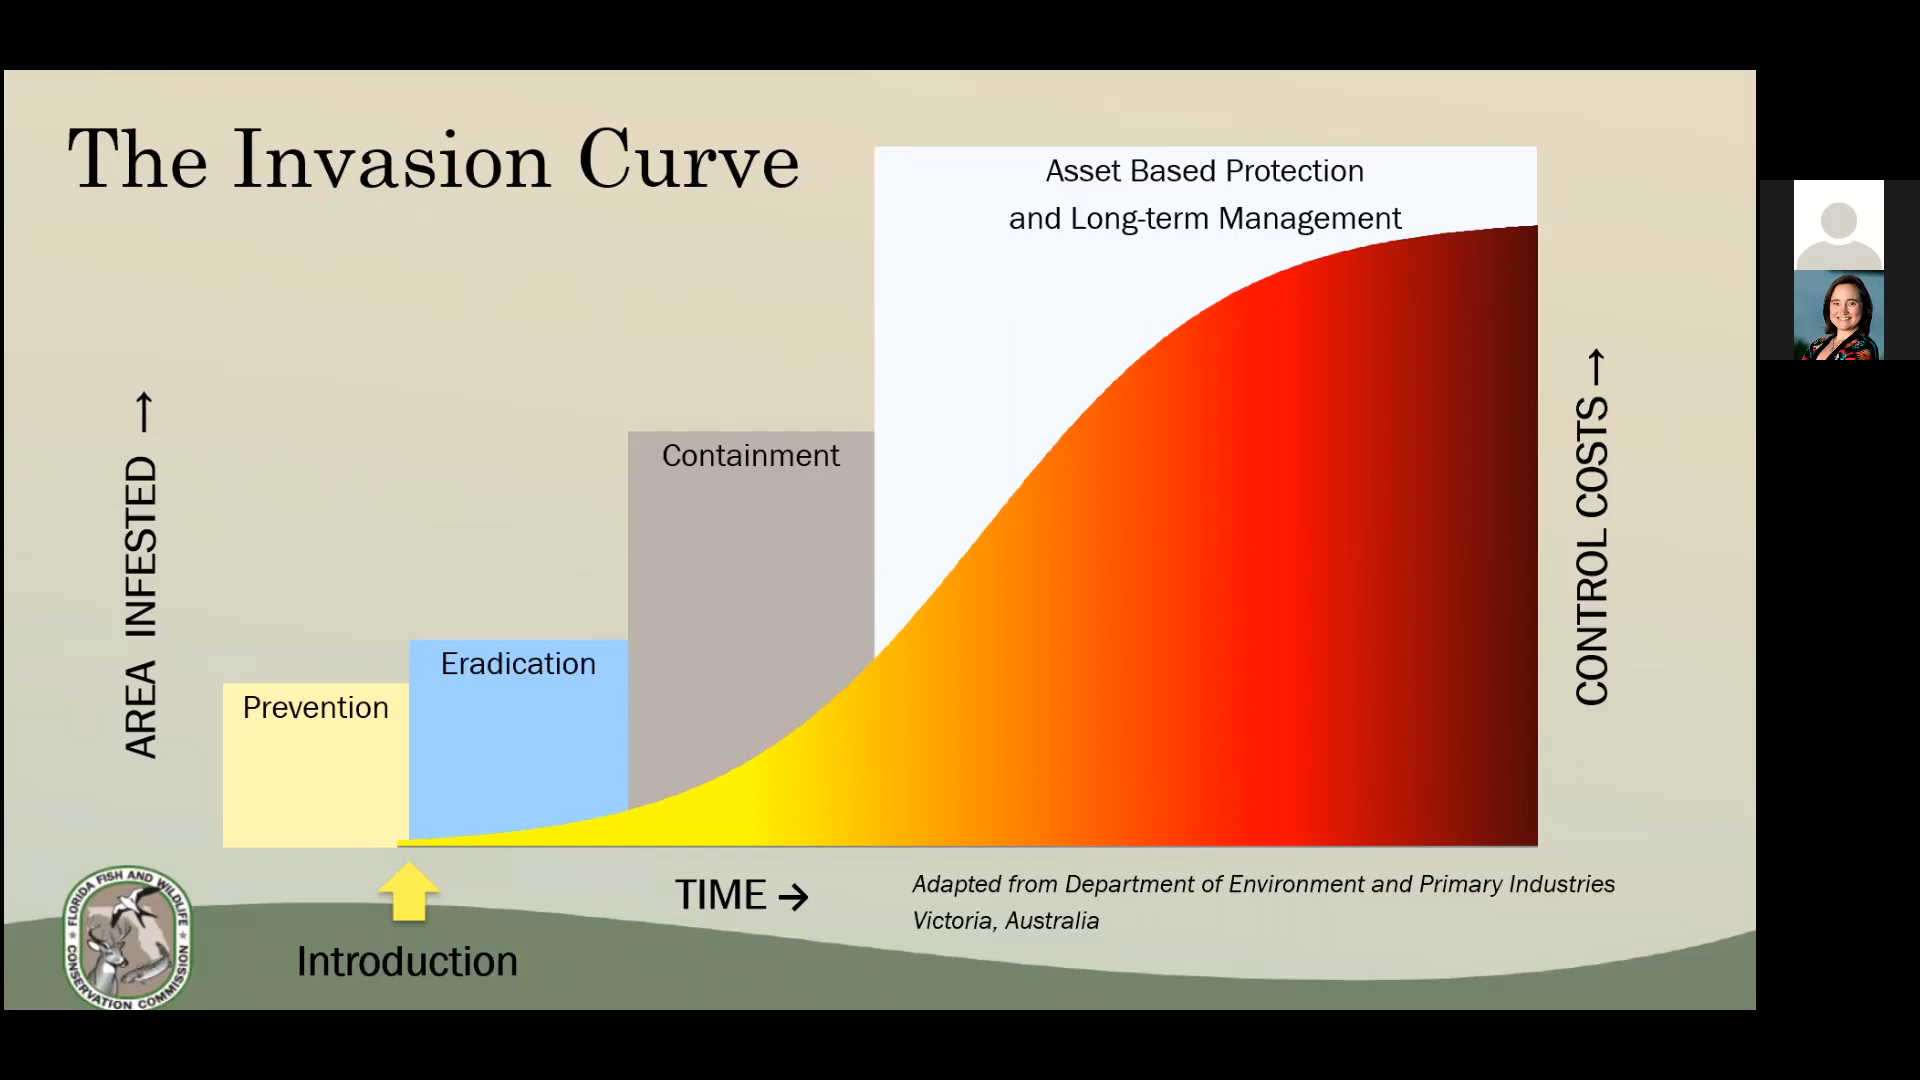 The Invasion Curve
Asset Based Protection
and Long-term Management
Containment
Eradication
Prevention
AREA INFESTED →
CONTROL COSTS →
TIME →
Introduction
Adapted from Department of Environment and Primary Industries
Victoria, Australia
FLORIDA FISH AND WILDLIFE
CONSERVATION COMMISSION